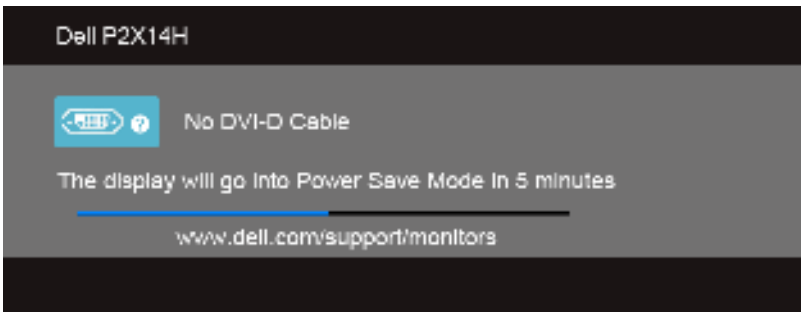 Dell P2X14H
No DVI-D Cable
The display will go into Power Save Mode in 5 minutes
www.dell.com/support/monitors